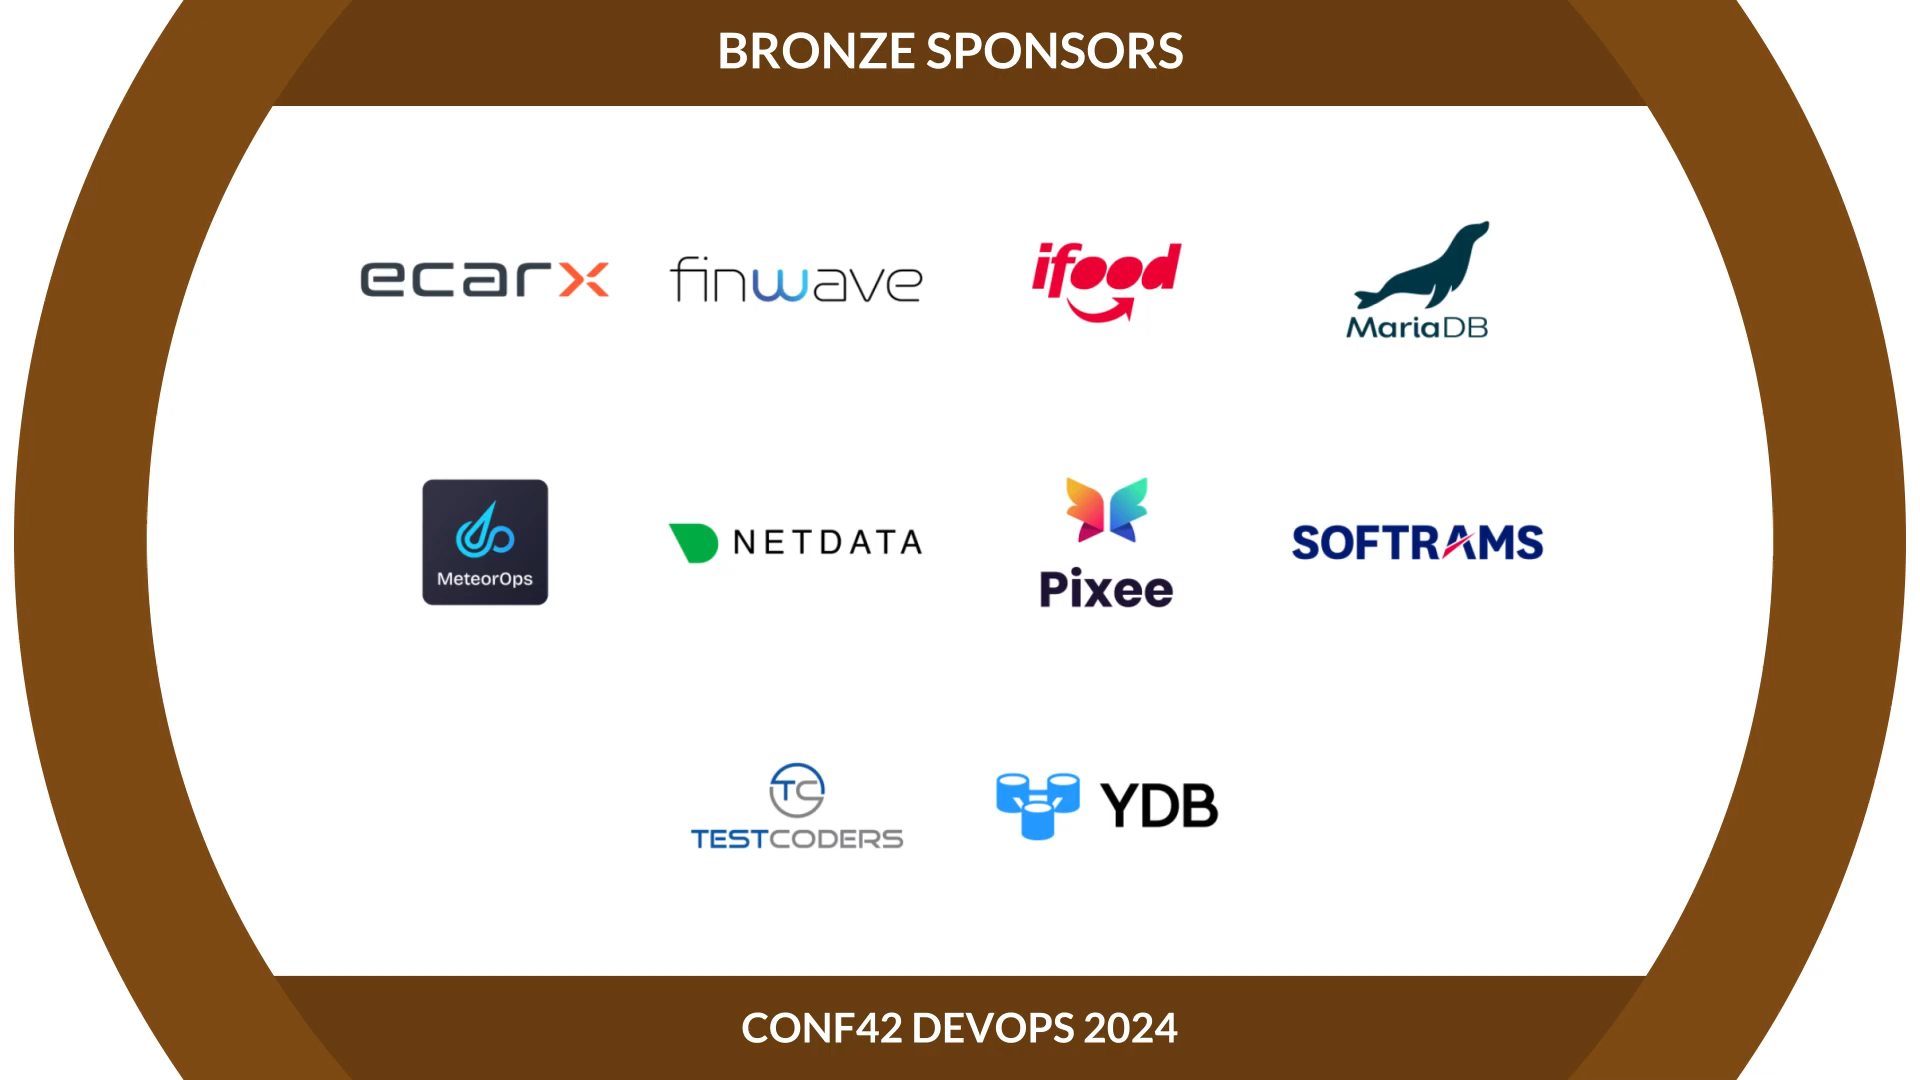 BRONZE SPONSORS
ecarx
finwave
ifood
MariaDB
MeteorOps
NETDATA
Pixee
SOFTRAMS
TC
TESTCODERS
YDB
CONF42 DEVOPS 2024